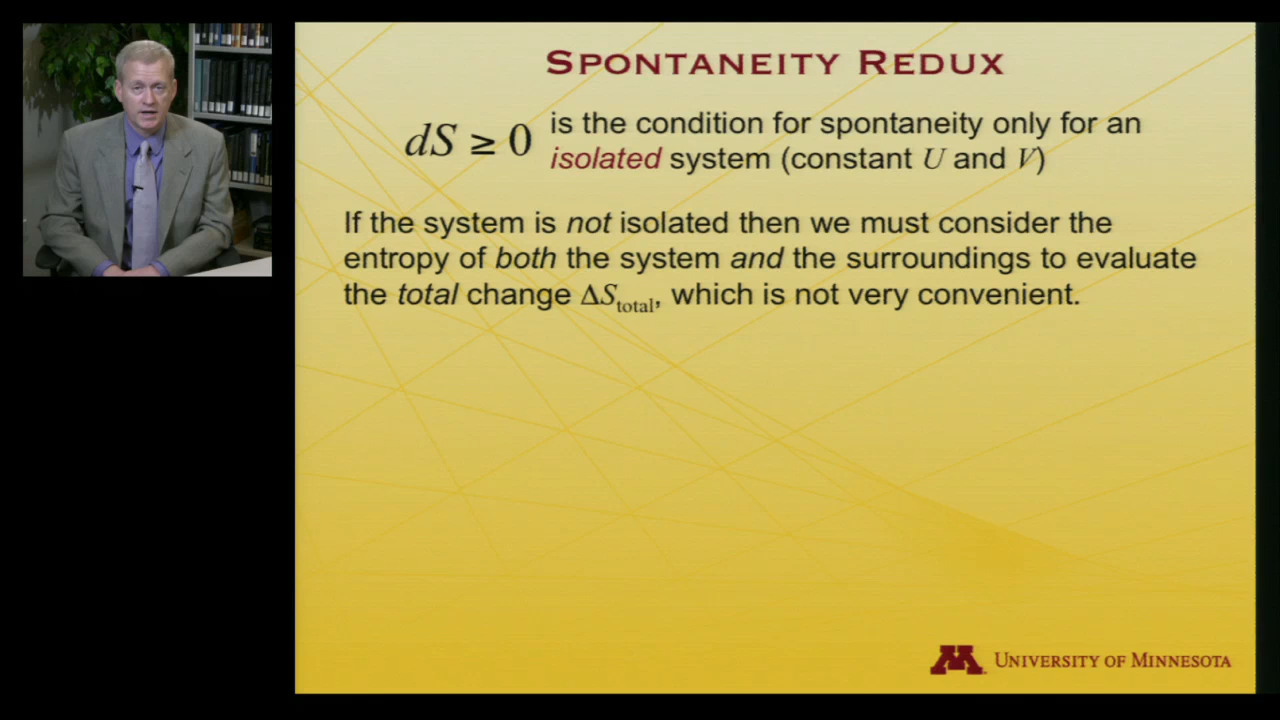 SPONTANEITY REDUX
dS ≥ 0 is the condition for spontaneity only for an
isolated system (constant U and V)
If the system is not isolated then we must consider the
entropy of both the system and the surroundings to evaluate
the total change ΔS_total, which is not very convenient.
M UNIVERSITY OF MINNESOTA